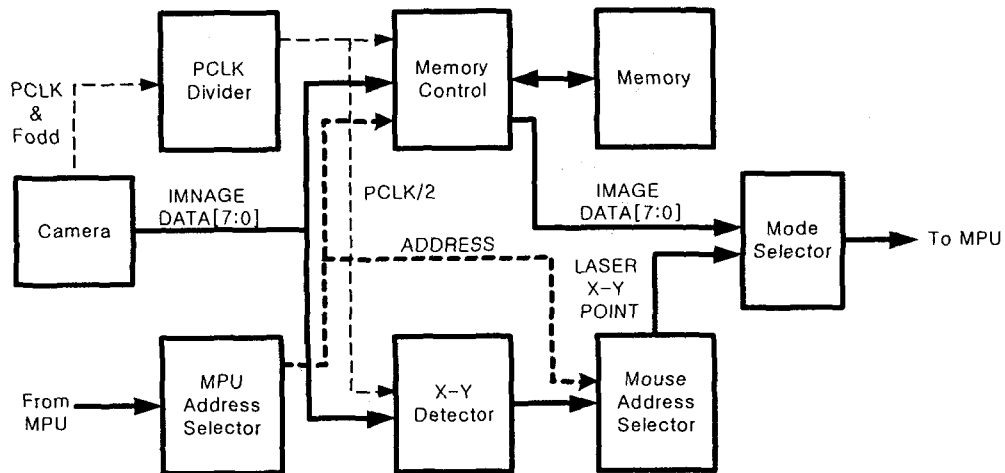 PCLK
Divider
Memory
Control
Memory
PCLK
&
Fodd
Camera
IMNAGE
DATA[7:0]
PCLK/2
IMAGE
DATA[7:0]
Mode
Selector
To MPU
ADDRESS
LASER
X-Y
POINT
From
MPU
MPU
Address
Selector
X-Y
Detector
Mouse
Address
Selector